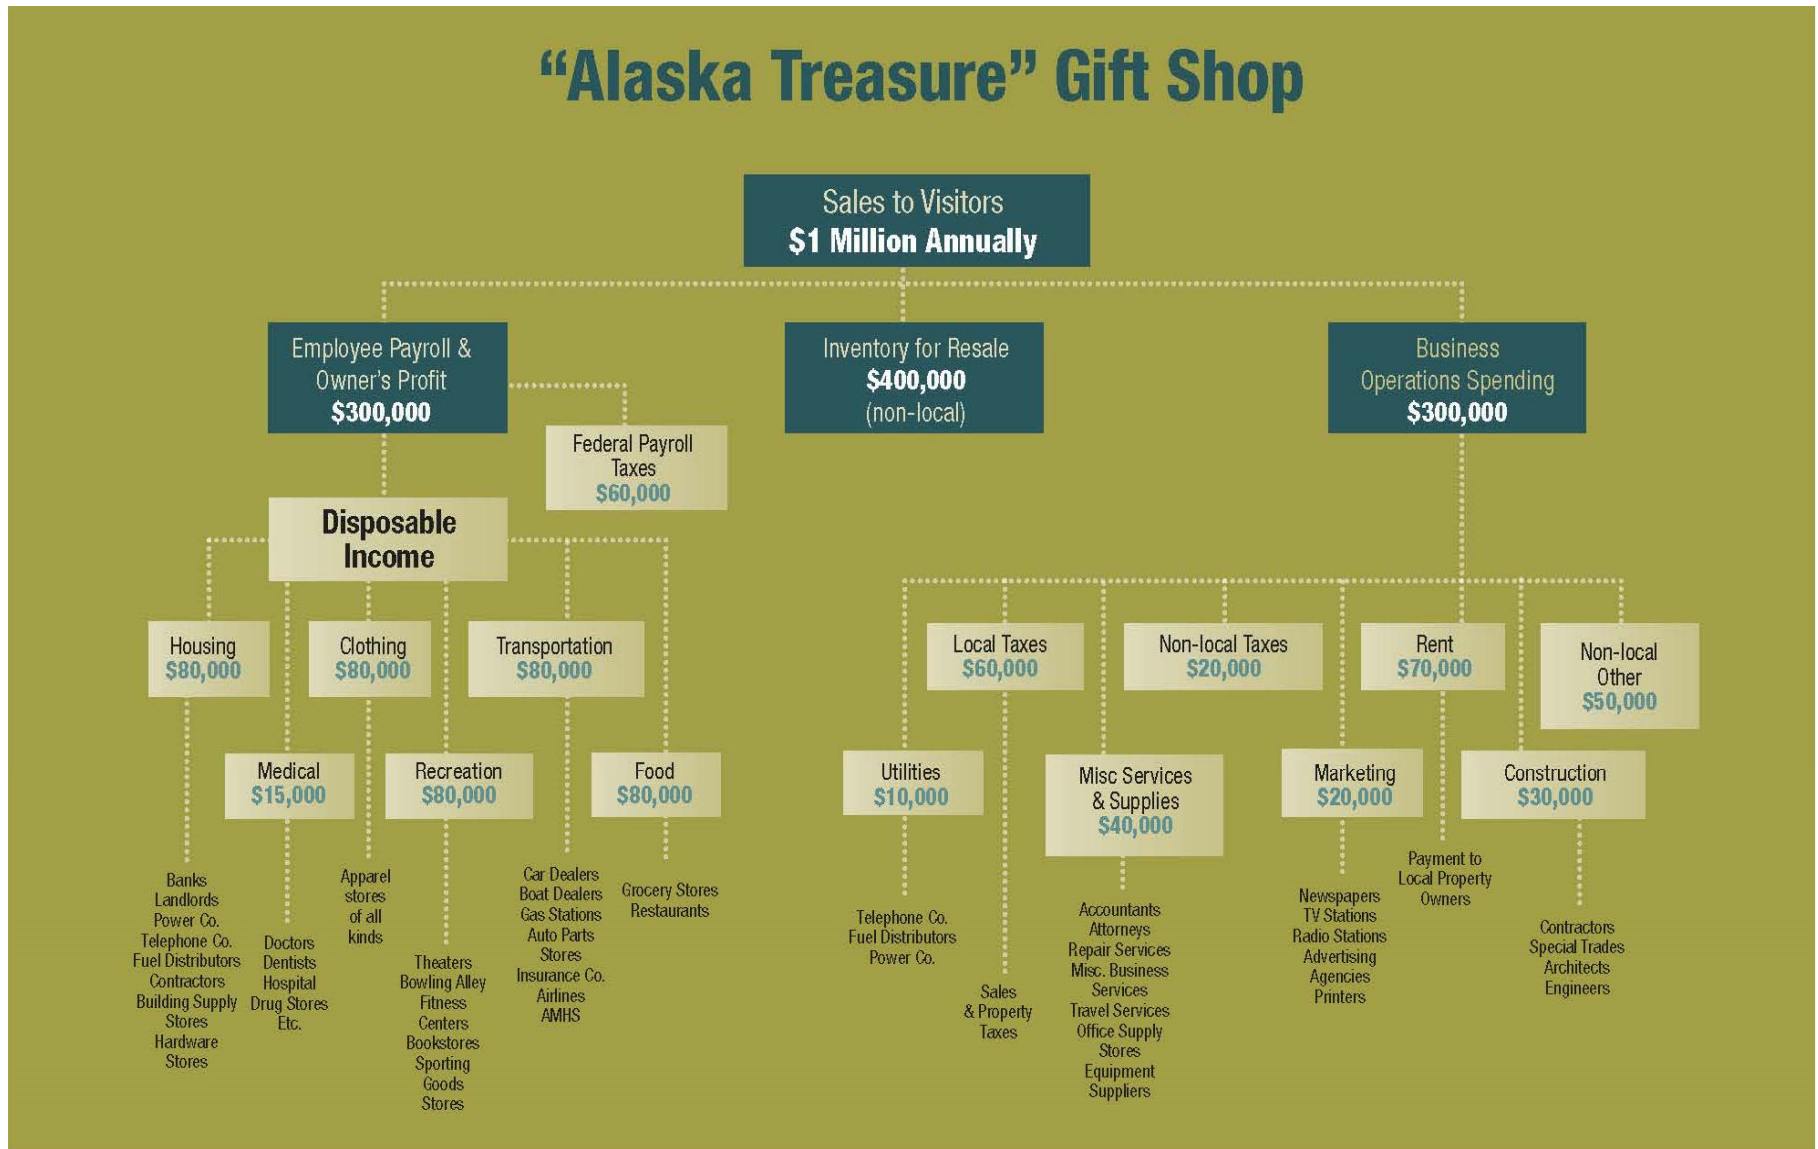 “Alaska Treasure” Gift Shop
Sales to Visitors
$1 Million Annually
Employee Payroll &
Owner’s Profit
$300,000
Inventory for Resale
$400,000
(non-local)
Business
Operations Spending
$300,000
Federal Payroll
Taxes
$60,000
Disposable
Income
Housing
$80,000
Clothing
$80,000
Transportation
$80,000
Medical
$15,000
Recreation
$80,000
Food
$80,000
Banks
Landlords
Power Co.
Telephone Co.
Fuel Distributors
Contractors
Building Supply
Stores
Hardware
Stores
Doctors
Dentists
Hospital
Drug Stores
Etc.
Apparel
stores
of all
kinds
Theaters
Bowling Alley
Fitness
Centers
Bookstores
Sporting
Goods
Stores
Car Dealers
Boat Dealers
Gas Stations
Auto Parts
Stores
Insurance Co.
Airlines
AMHS
Grocery Stores
Restaurants
Local Taxes
$60,000
Non-local Taxes
$20,000
Rent
$70,000
Non-local
Other
$50,000
Utilities
$10,000
Misc Services
& Supplies
$40,000
Marketing
$20,000
Construction
$30,000
Telephone Co.
Fuel Distributors
Power Co.
Sales
& Property
Taxes
Accountants
Attorneys
Repair Services
Misc. Business
Services
Travel Services
Office Supply
Stores
Equipment
Suppliers
Newspapers
TV Stations
Radio Stations
Advertising
Agencies
Printers
Payment to
Local Property
Owners
Contractors
Special Trades
Architects
Engineers